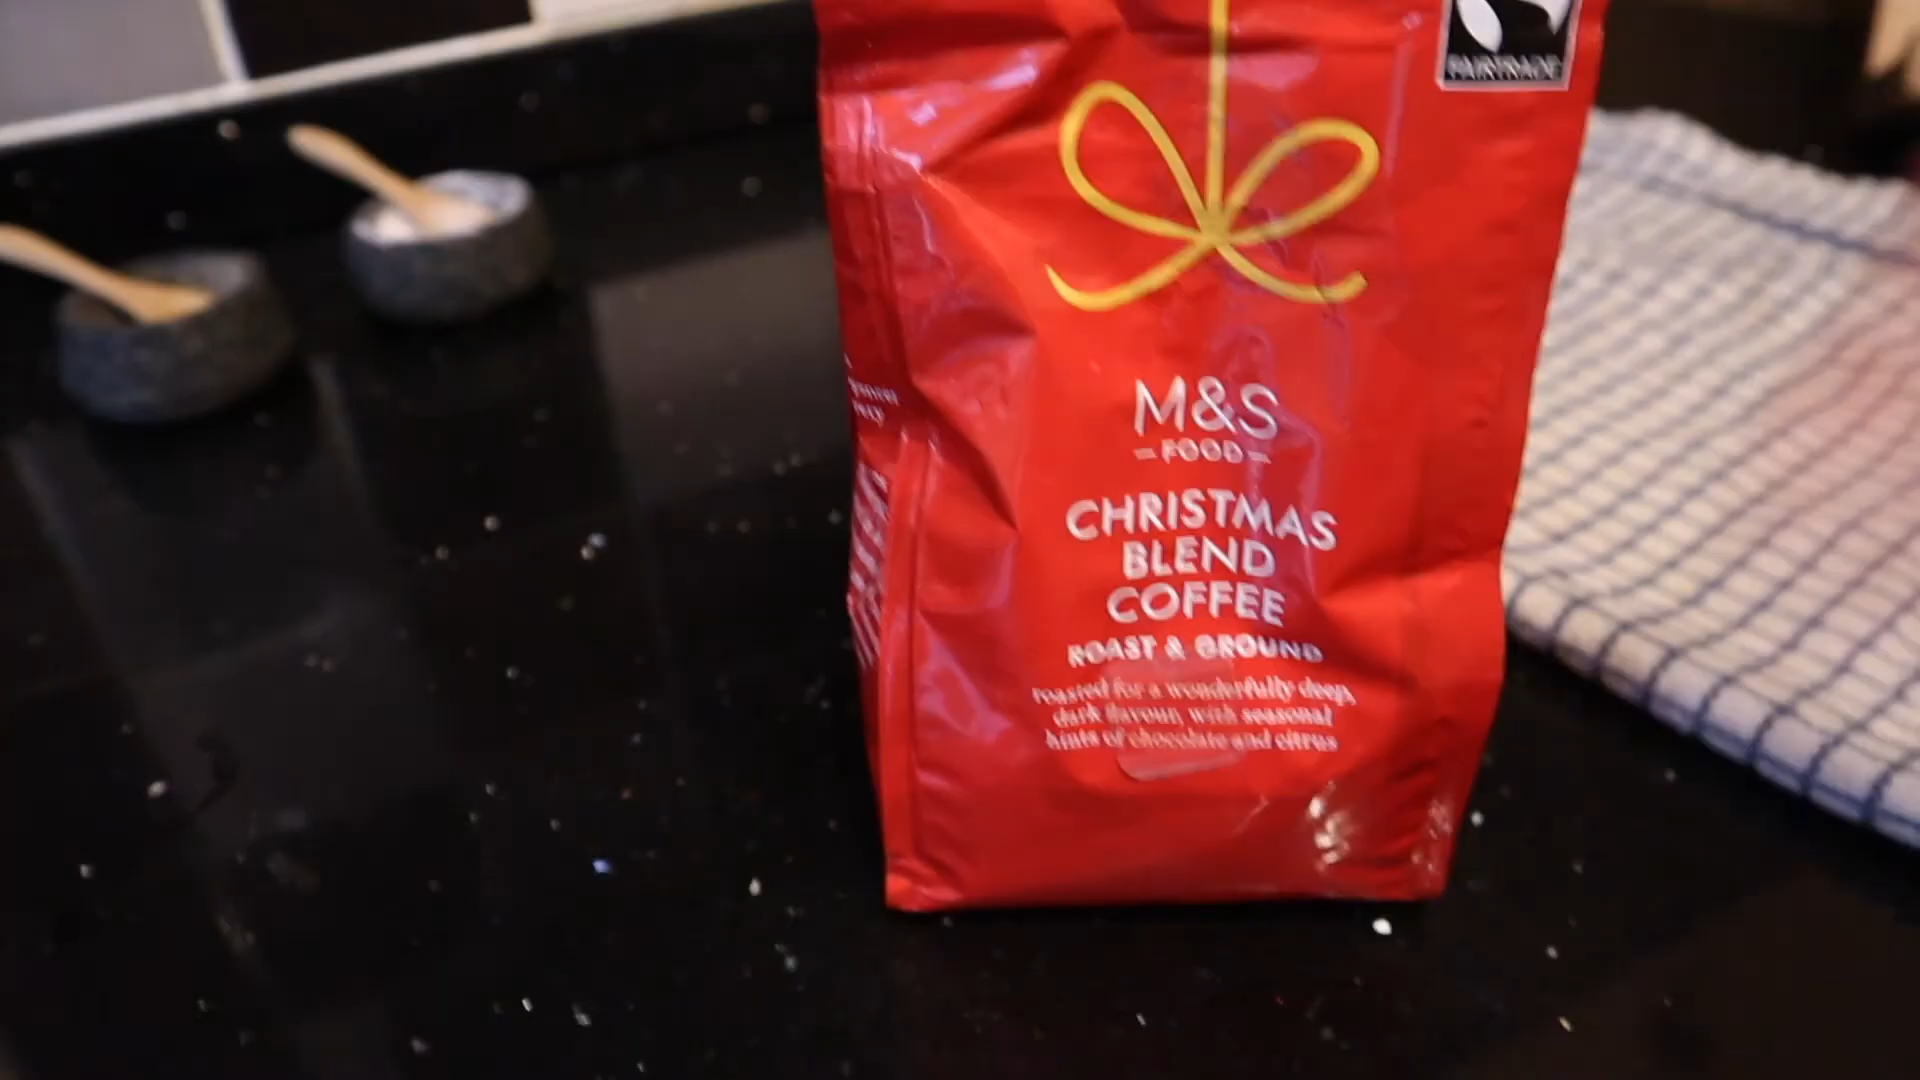 FAIRTRADE
M&S
FOOD
CHRISTMAS
BLEND
COFFEE
ROAST & GROUND
roasted for a wonderfully deep,
dark flavour, with seasonal
hints of chocolate and citrus